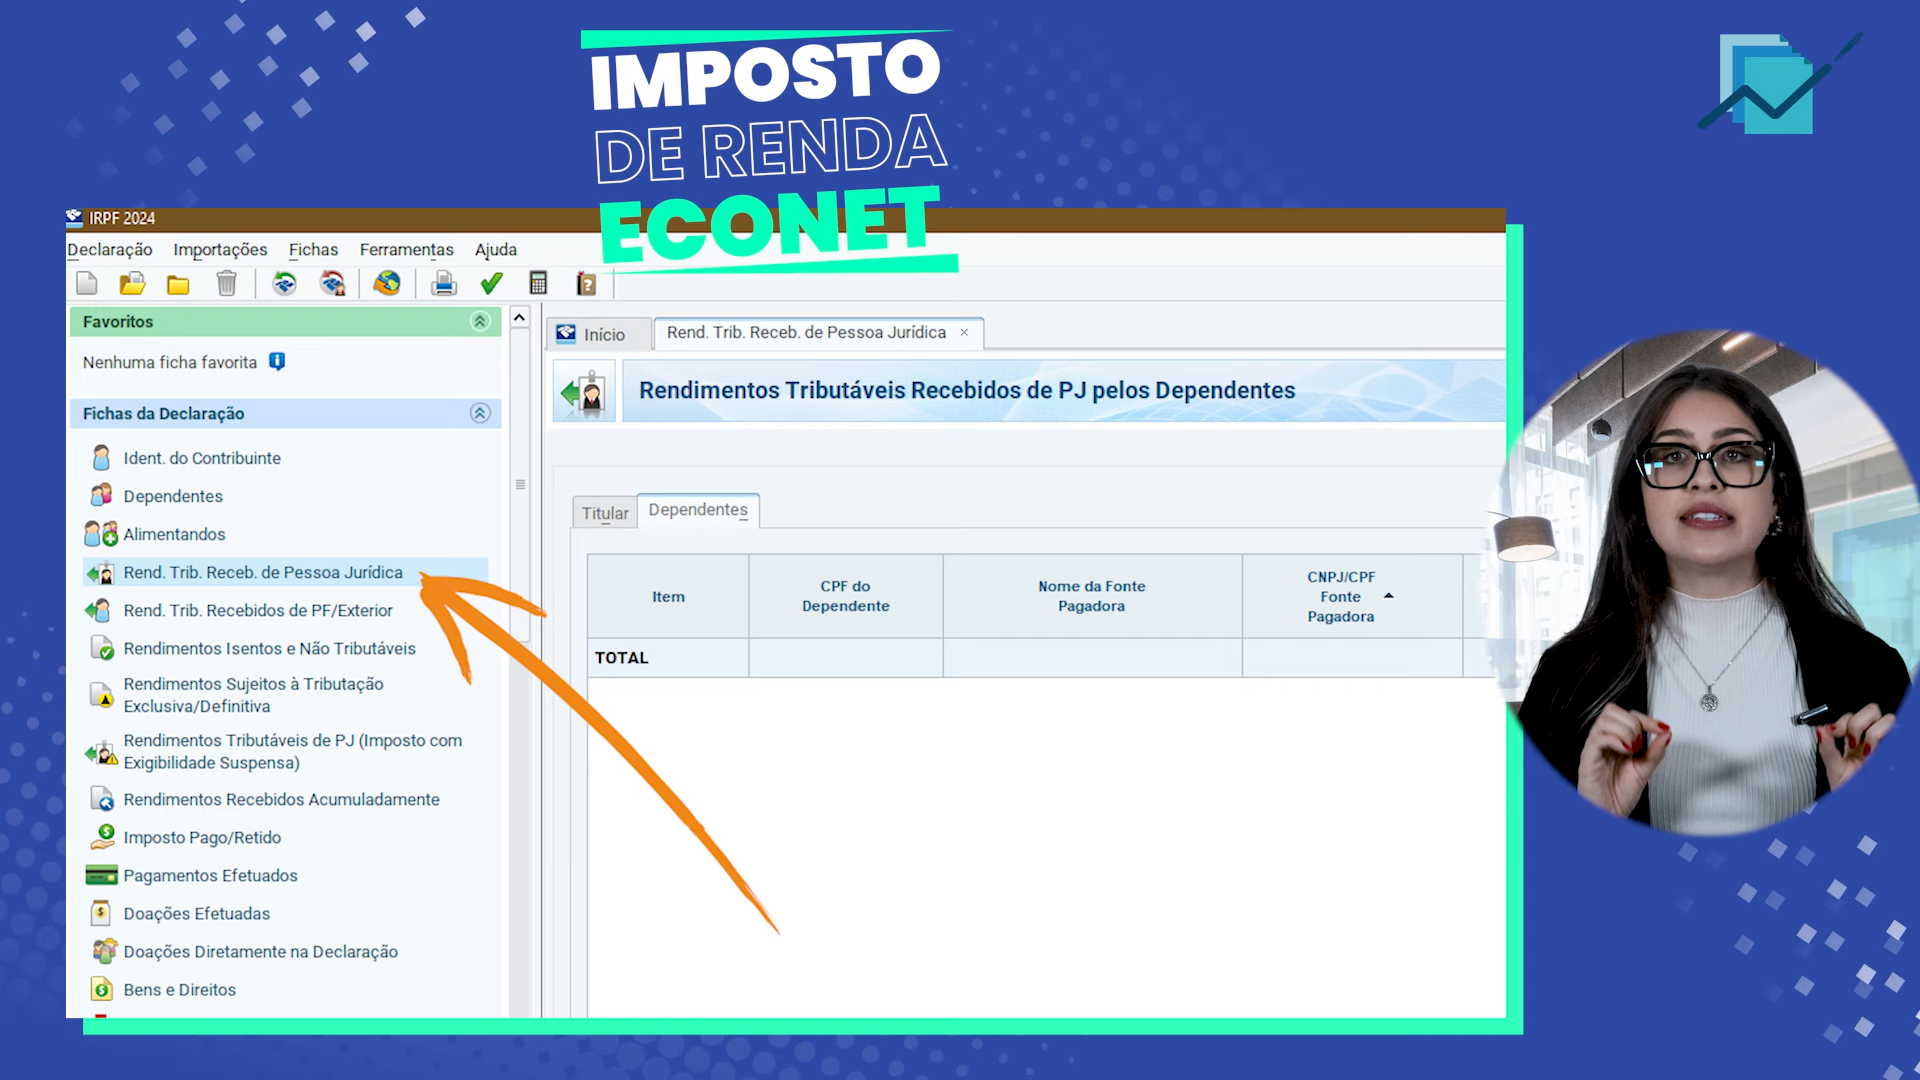 IMPOSTO
DE RENDA
ECONET
IRPF 2024
Declaração Importações Fichas Ferramentas Ajuda
Favoritos
Nenhuma ficha favorita
Fichas da Declaração
Ident. do Contribuinte
Dependentes
Alimentandos
Rend. Trib. Receb. de Pessoa Jurídica
Rend. Trib. Recebidos de PF/Exterior
Rendimentos Isentos e Não Tributáveis
Rendimentos Sujeitos à Tributação
Exclusiva/Definitiva
Rendimentos Tributáveis de PJ (Imposto com
Exigibilidade Suspensa)
Rendimentos Recebidos Acumuladamente
Imposto Pago/Retido
Pagamentos Efetuados
Doações Efetuadas
Doações Diretamente na Declaração
Bens e Direitos
Início
Rend. Trib. Receb. de Pessoa Jurídica ×
Rendimentos Tributáveis Recebidos de PJ pelos Dependentes
Titular
Dependentes
Item
CPF do
Dependente
Nome da Fonte
Pagadora
CNPJ/CPF
Fonte
Pagadora
TOTAL